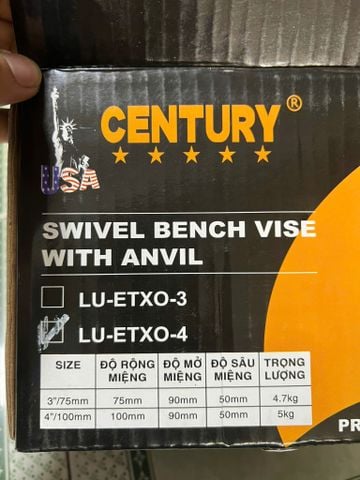 CENTURY®
USA
SWIVEL BENCH VISE
WITH ANVIL
LU-ETXO-3
LU-ETXO-4
SIZE ĐỘ RỘNG MIỆNG ĐỘ MỞ MIỆNG ĐỘ SÂU MIỆNG TRỌNG LƯỢNG
3"/75mm 75mm 90mm 50mm 4.7kg
4"/100mm 100mm 90mm 50mm 5kg
PR